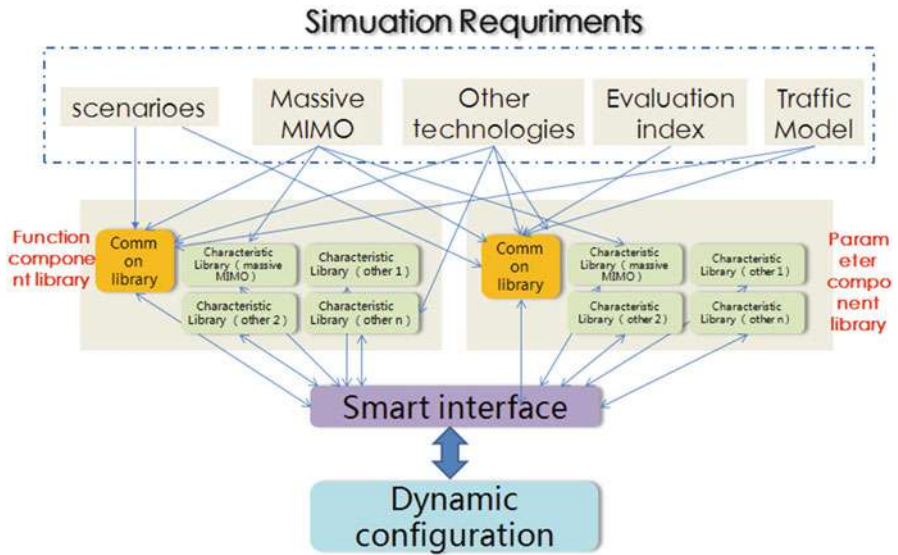 Simuation Requriments
scenarioes
Massive
MIMO
Other
technologies
Evaluation
index
Traffic
Model
Function
compone
nt library
Comm
on
library
Characteristic
Library ( massive
MIMO)
Characteristic
Library ( other 1)
Characteristic
Library ( other 2)
Characteristic
Library ( other n)
Comm
on
library
Characteristic
Library ( massive
MIMO)
Characteristic
Library ( other 1)
Characteristic
Library ( other 2)
Characteristic
Library ( other n)
Param
eter
compo
nent
library
Smart interface
Dynamic
configuration